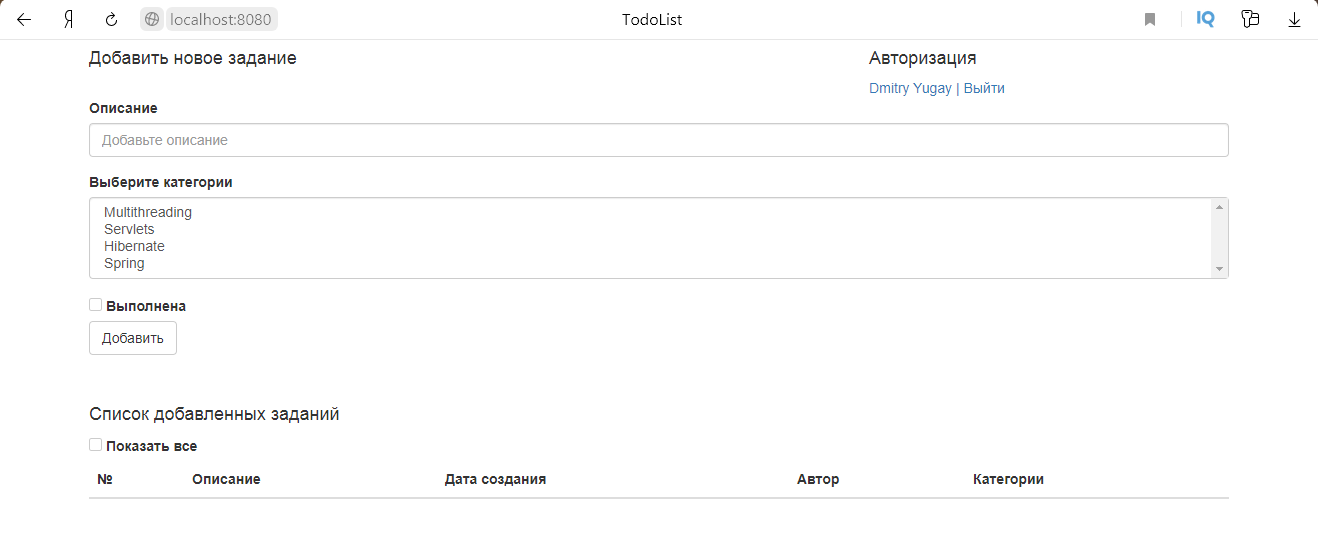 localhost:8080
TodoList
IQ
Добавить новое задание
Авторизация
Dmitry Yugay | Выйти
Описание
Добавьте описание
Выберите категории
Multithreading
Servlets
Hibernate
Spring
Выполнена
Добавить
Список добавленных заданий
Показать все
№ Описание Дата создания Автор Категории